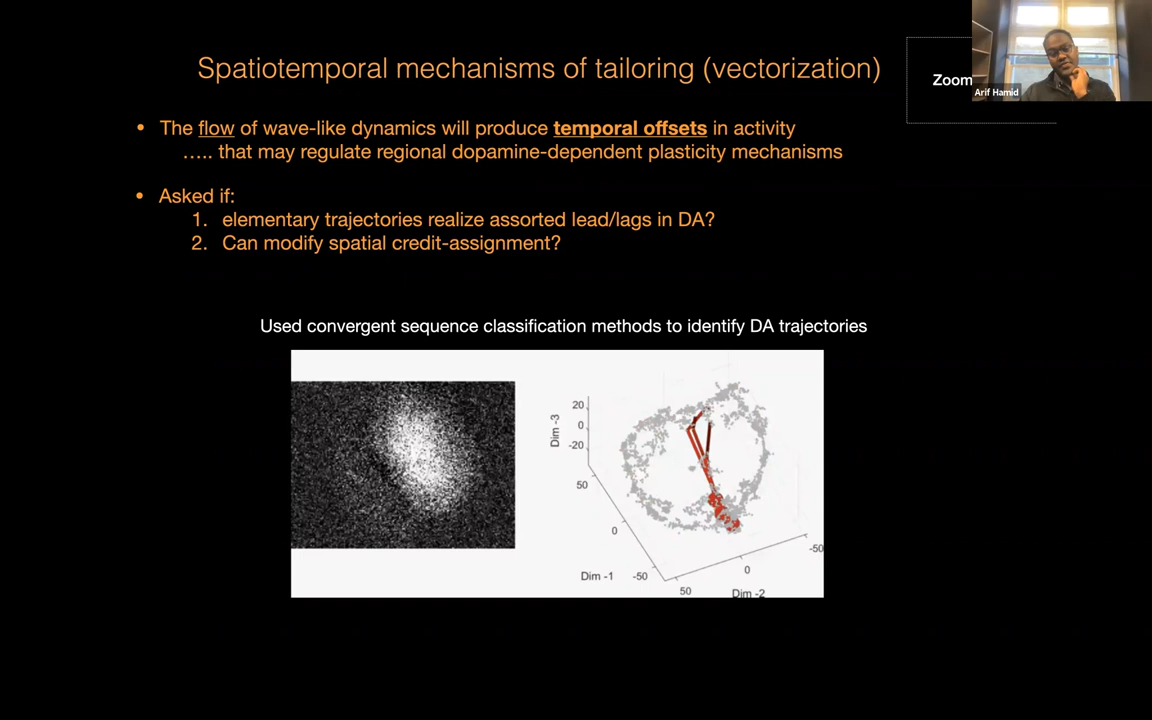 Spatiotemporal mechanisms of tailoring (vectorization)
Zoom
Arif Hamid
• The flow of wave-like dynamics will produce temporal offsets in activity
..... that may regulate regional dopamine-dependent plasticity mechanisms
• Asked if:
1. elementary trajectories realize assorted lead/lags in DA?
2. Can modify spatial credit-assignment?
Used convergent sequence classification methods to identify DA trajectories
20
0
-20
Dim -3
50
0
-50
Dim -1
50
0
-50
Dim -2